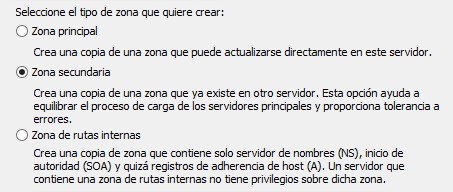 Seleccione el tipo de zona que quiere crear:
Zona principal
Crea una copia de una zona que puede actualizarse directamente en este servidor.
Zona secundaria
Crea una copia de una zona que ya existe en otro servidor. Esta opción ayuda a
equilibrar el proceso de carga de los servidores principales y proporciona tolerancia a
errores.
Zona de rutas internas
Crea una copia de zona que contiene solo servidor de nombres (NS), inicio de
autoridad (SOA) y quizá registros de adherencia de host (A). Un servidor que
contiene una zona de rutas internas no tiene privilegios sobre dicha zona.